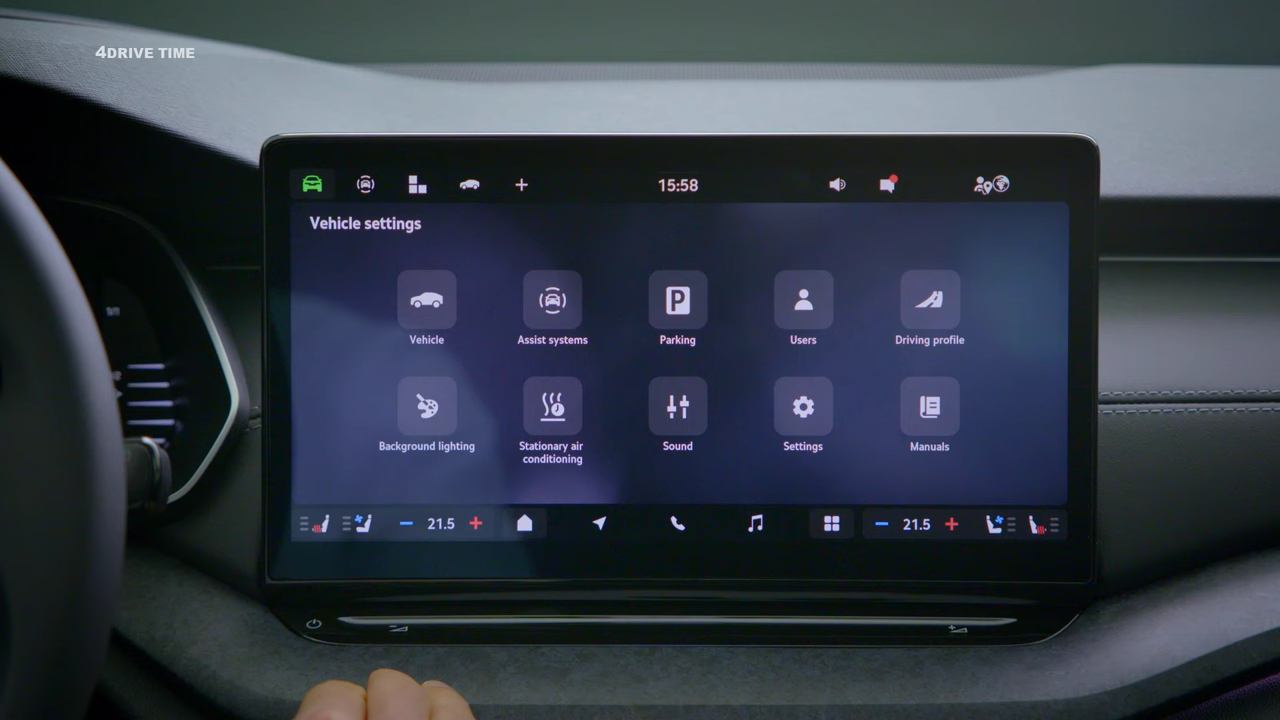 4DRIVE TIME
15:58
Vehicle settings
Vehicle
Assist systems
Parking
Users
Driving profile
Background lighting
Stationary air
conditioning
Sound
Settings
Manuals
21.5
21.5